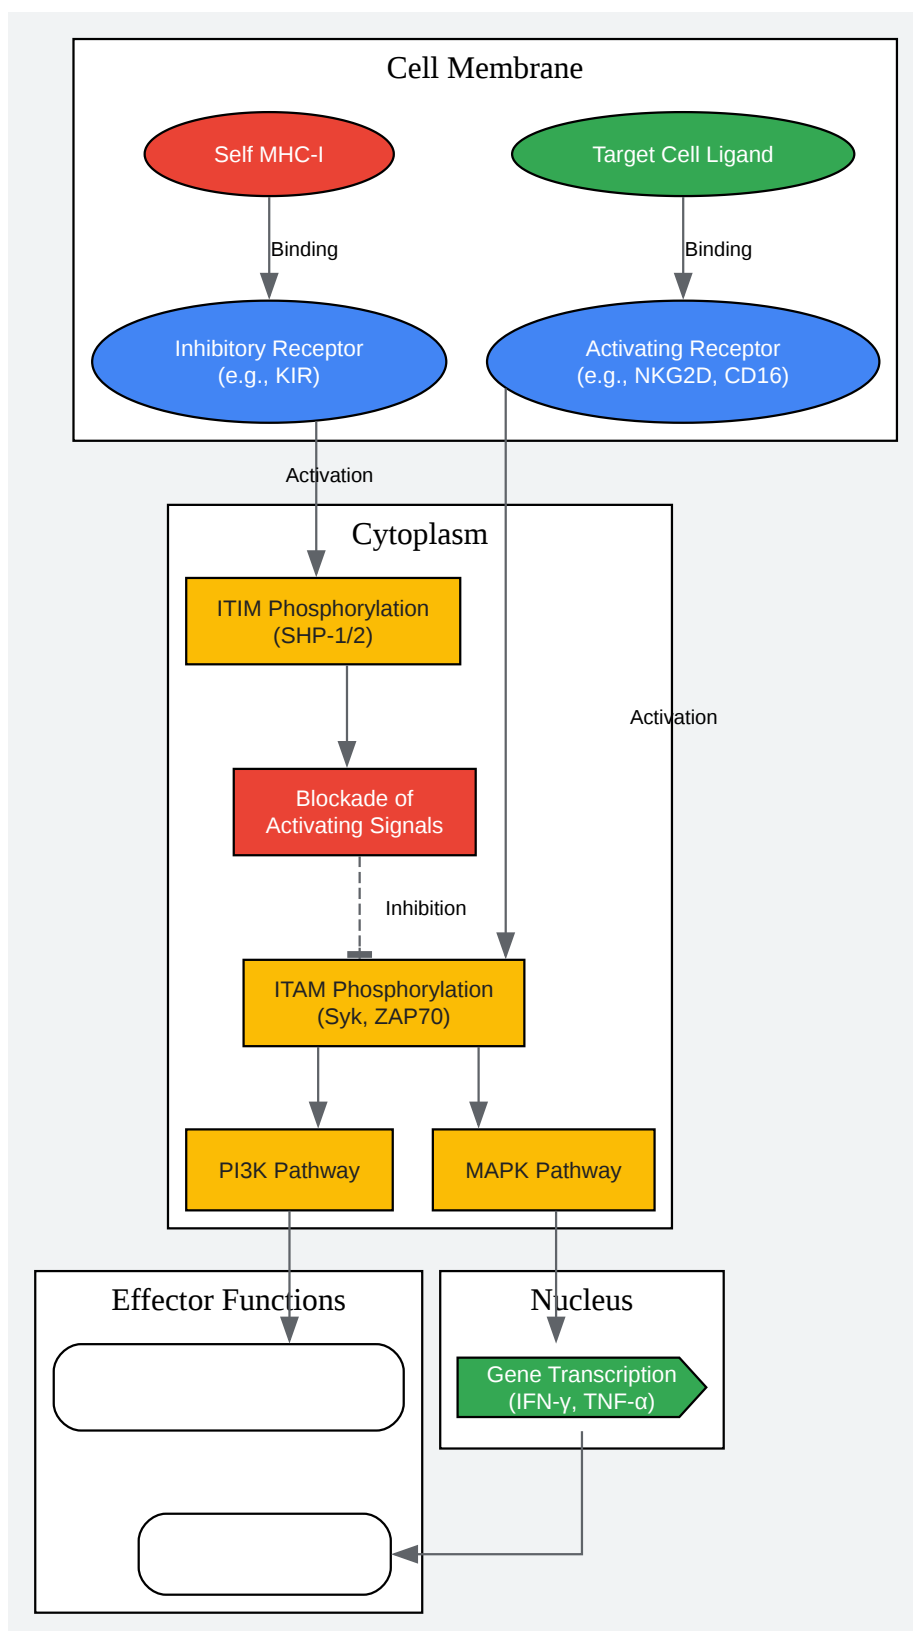 Cell Membrane
Self MHC-I
Target Cell Ligand
Binding
Binding
Inhibitory Receptor
(e.g., KIR)
Activating Receptor
(e.g., NKG2D, CD16)
Activation
Cytoplasm
ITIM Phosphorylation
(SHP-1/2)
Activation
Blockade of
Activating Signals
Inhibition
ITAM Phosphorylation
(Syk, ZAP70)
PI3K Pathway
MAPK Pathway
Effector Functions
Nucleus
Gene Transcription
(IFN-γ, TNF-α)